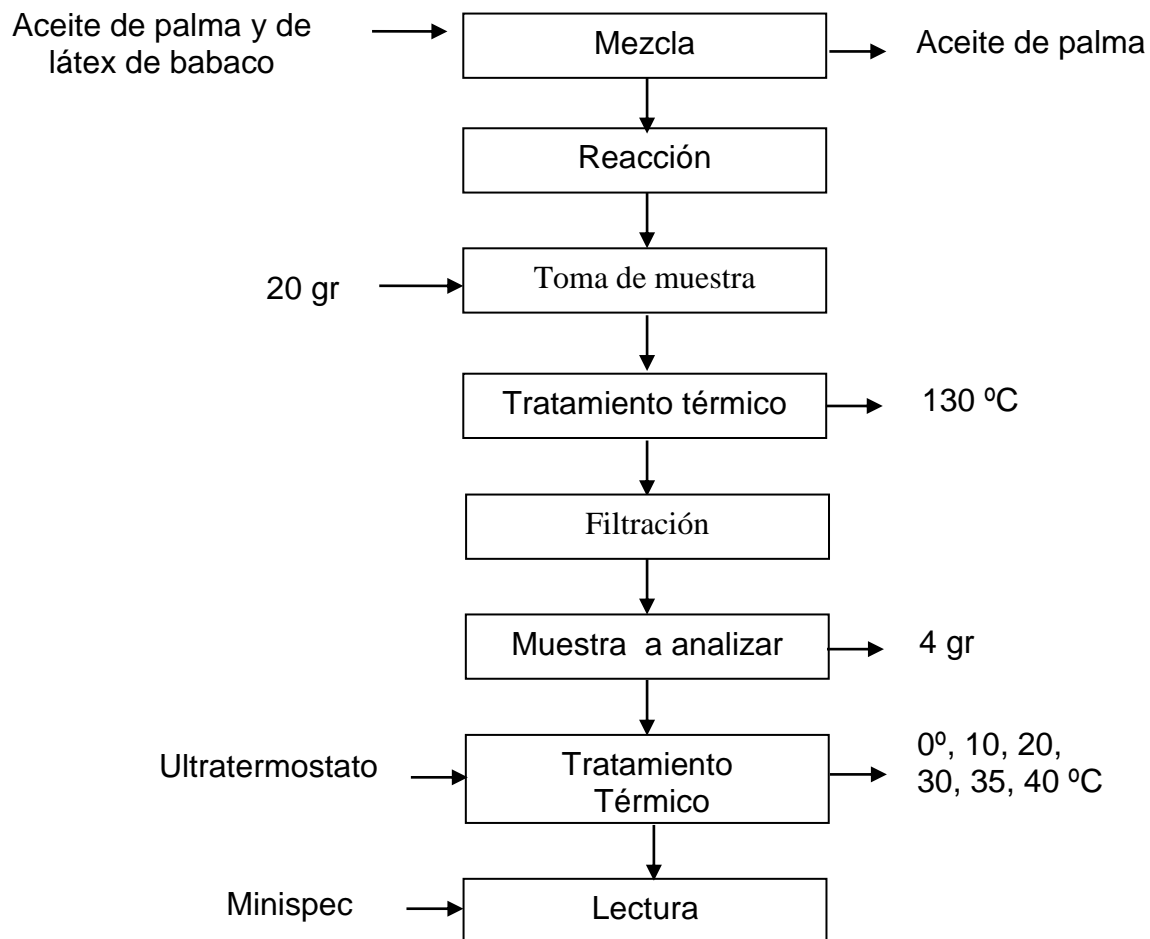 Aceite de palma y de
látex de babaco
Mezcla
Aceite de palma
Reacción
20 gr
Toma de muestra
Tratamiento térmico
130 ºC
Filtración
Muestra a analizar
4 gr
Ultratermostato
Tratamiento
Térmico
0º, 10, 20,
30, 35, 40 ºC
Minispec
Lectura